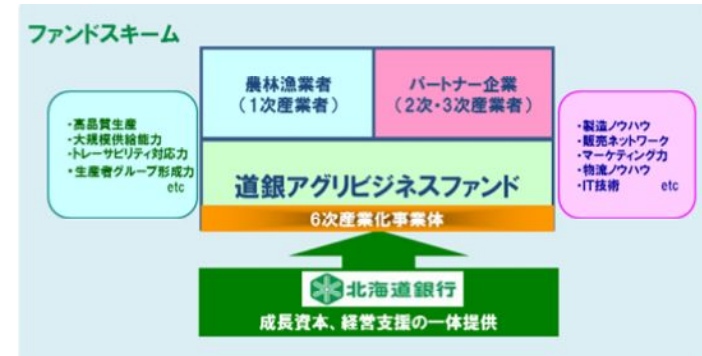 ファンドスキーム
農林漁業者
（1次産業者）
パートナー企業
（2次・3次産業者）
・高品質生産
・大規模供給能力
・トレーサビリティ対応力
・生産者グループ形成力
etc
・製造ノウハウ
・販売ネットワーク
・マーケティング力
・物流ノウハウ
・IT技術 etc
道銀アグリビジネスファンド
6次産業化事業体
北海道銀行
成長資本、経営支援の一体提供